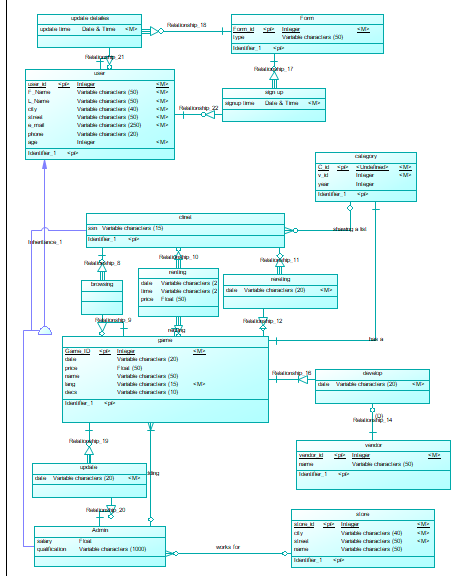 update detailes
update time Date & Time <M>
Relationship_18
Form
Form_id <pi> Integer <M>
type Variable characters (50)
Identifier_1 <pi>
Relationship_21
Relationship_17
user
user_id <pi> Integer <M>
F_Name Variable characters (50) <M>
L_Name Variable characters (50) <M>
city Variable characters (40) <M>
street Variable characters (50) <M>
e_mail Variable characters (250) <M>
phone Variable characters (20)
age Integer <M>
Identifier_1 <pi>
sign up
signup time Date & Time <M>
Relationship_22
category
C_id <pi> <Undefined> <M>
v_id Integer <M>
year Integer
Identifier_1 <pi>
clinet
ssn Variable characters (15)
Identifier_1 <pi>
sharing a list
Inheritance_1
Relationship_8
Relationship_10
Relationship_11
browsing
renting
date Variable characters (2
time Variable characters (2
price Float (50)
rereting
date Variable characters (20) <M>
Relationship_9
renting
Relationship_12
has a
game
Game_ID <pi> Integer <M>
date Variable characters (20)
price Float (50)
name Variable characters (50)
lang Variable characters (15) <M>
decs Variable characters (10)
Identifier_1 <pi>
Relationship_16
develop
date Variable characters (20) <M>
(D)
Relationship_14
vendor
vendor_id <pi> Integer <M>
name Variable characters (50)
Identifier_1 <pi>
Relationship_19
update
date Variable characters (20) <M>
Relationship_20
Admin
salary Float
qualification Variable characters (1000)
works for
store
store_id <pi> Integer <M>
city Variable characters (40) <M>
street Variable characters (50) <M>
name Variable characters (50)
Identifier_1 <pi>